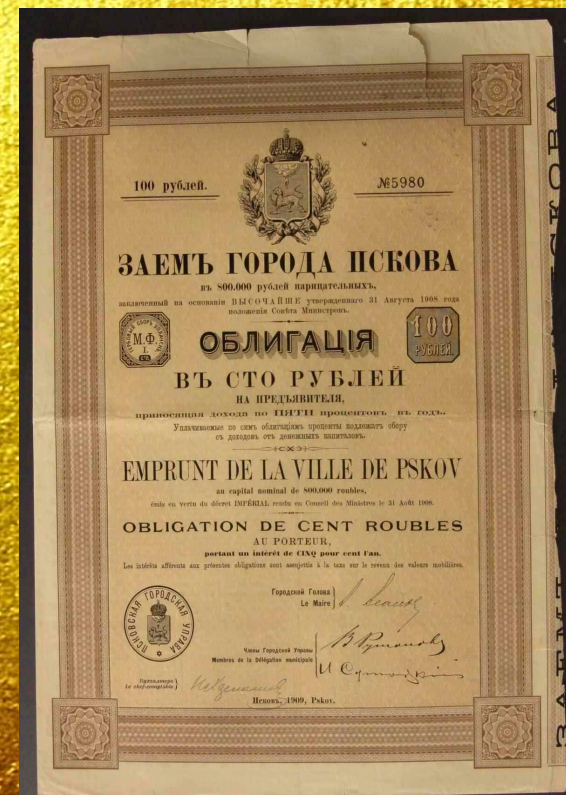 100 рублей. №5980
ЗАЕМЪ ГОРОДА ПСКОВА
въ 800.000 рублей нарицательныхъ,
заключенный на основаніи ВЫСОЧАЙШЕ утвержденнаго 31 Августа 1908 года
положенія Совѣта Министровъ.
М.Ф.
I.
ОБЛИГАЦІЯ
100
РУБЛЕЙ.
ВЪ СТО РУБЛЕЙ
НА ПРЕДЪЯВИТЕЛЯ,
приносящая дохода по ПЯТИ процентовъ въ годъ.
Уплачиваемые по симъ облигаціямъ проценты подлежатъ сбору
съ доходовъ отъ денежныхъ капиталовъ.
EMPRUNT DE LA VILLE DE PSKOV
au capital nominal de 800.000 roubles,
émis en vertu du décret IMPÉRIAL rendu en Conseil des Ministres le 31 Août 1908.
OBLIGATION DE CENT ROUBLES
AU PORTEUR,
portant un intérêt de CINQ pour cent l'an.
Les intérêts afférents aux présentes obligations sont assujettis à la taxe sur le revenu des valeurs mobilières.
ПСКОВСКАЯ ГОРОДСКАЯ УПРАВА
Городской Голова
Le Maire
Члены Городской Управы
Membres de la Délégation municipale
Бухгалтеръ
Le chef-comptable
Псковъ, 1909, Pskov.